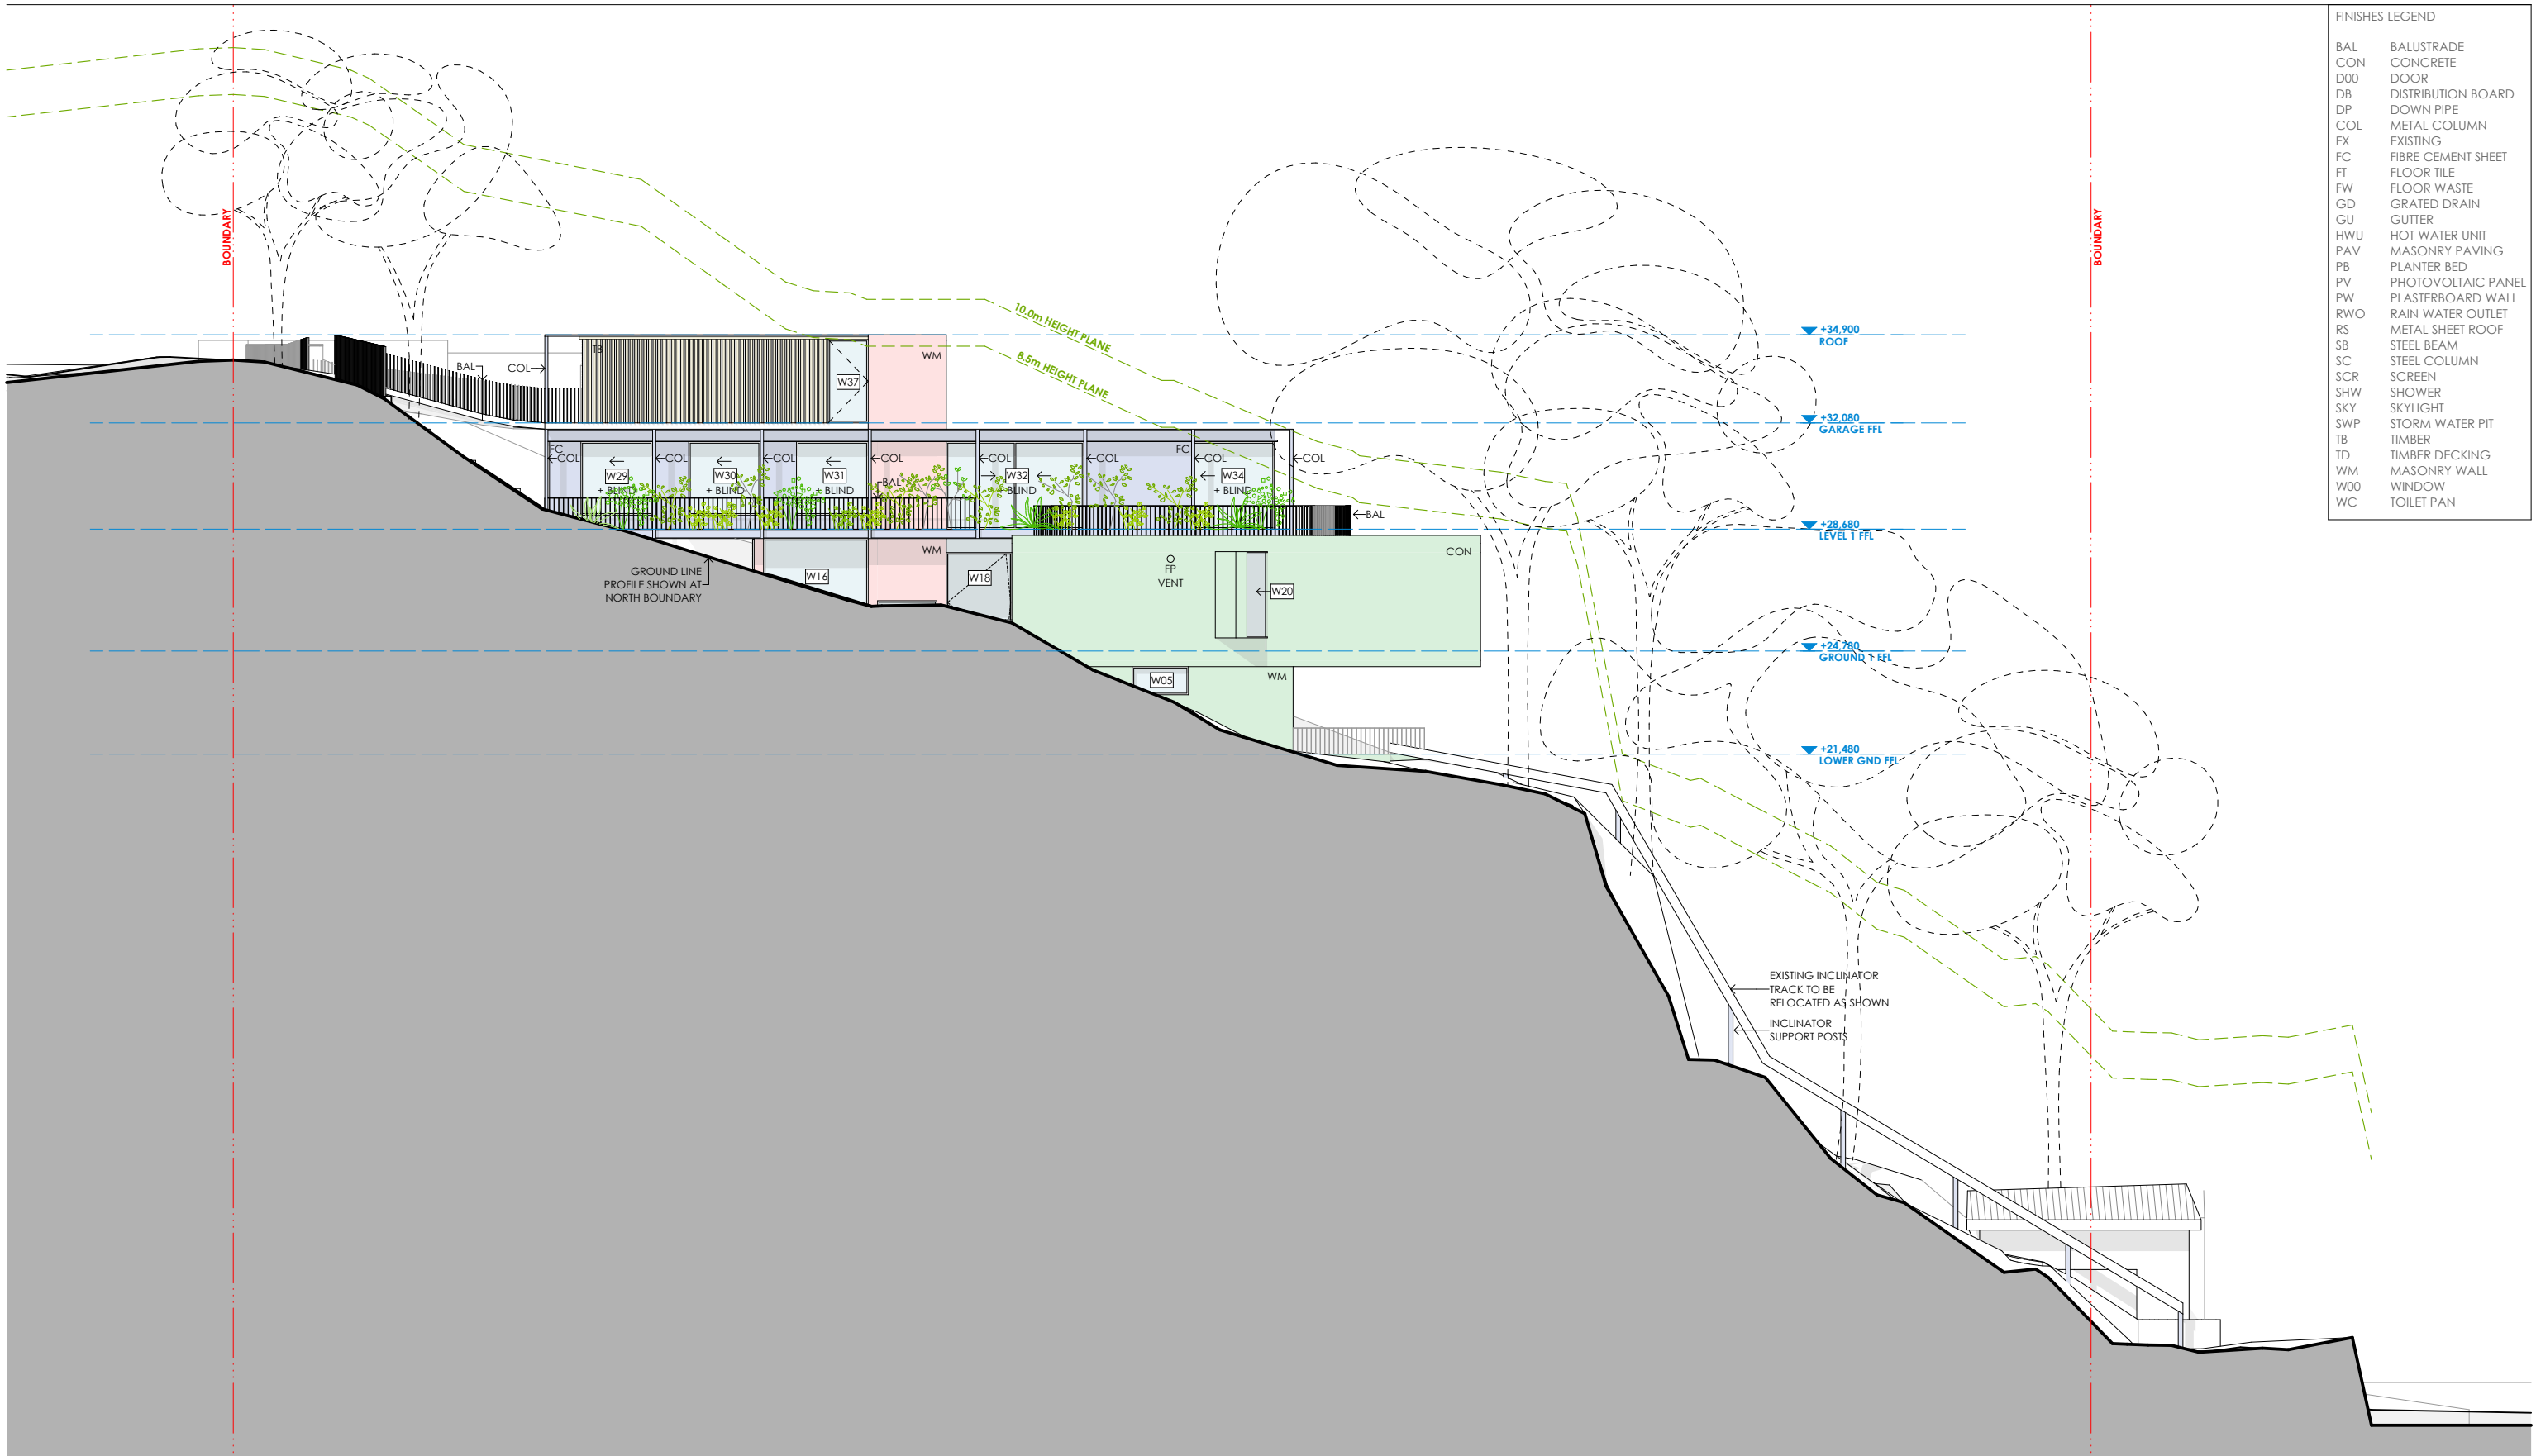 FINISHES LEGEND
BAL BALUSTRADE
CON CONCRETE
D00 DOOR
DB DISTRIBUTION BOARD
DP DOWN PIPE
COL METAL COLUMN
EX EXISTING
FC FIBRE CEMENT SHEET
FT FLOOR TILE
FW FLOOR WASTE
GD GRATED DRAIN
GU GUTTER
HWU HOT WATER UNIT
PAV MASONRY PAVING
PB PLANTER BED
PV PHOTOVOLTAIC PANEL
PW PLASTERBOARD WALL
RWO RAIN WATER OUTLET
RS METAL SHEET ROOF
SB STEEL BEAM
SC STEEL COLUMN
SCR SCREEN
SHW SHOWER
SKY SKYLIGHT
SWP STORM WATER PIT
TB TIMBER
TD TIMBER DECKING
WM MASONRY WALL
W00 WINDOW
WC TOILET PAN
BOUNDARY
BOUNDARY
10.0m HEIGHT PLANE
8.5m HEIGHT PLANE
+34,900
ROOF
TB
WM
BAL
COL
W37
+32,080
GARAGE FFL
FC
FC
COL
COL
COL
COL
COL
COL
COL
COL
W29
+ BLIND
W30
+ BLIND
W31
+ BLIND
BAL
W32
+ BLIND
W34
+ BLIND
BAL
+28,680
LEVEL 1 FFL
WM
CON
FP
VENT
W16
W18
W20
GROUND LINE
PROFILE SHOWN AT
NORTH BOUNDARY
+24,780
GROUND 1 FFL
W05
WM
+21,480
LOWER GND FFL
EXISTING INCLINATOR
TRACK TO BE
RELOCATED AS SHOWN
INCLINATOR
SUPPORT POSTS